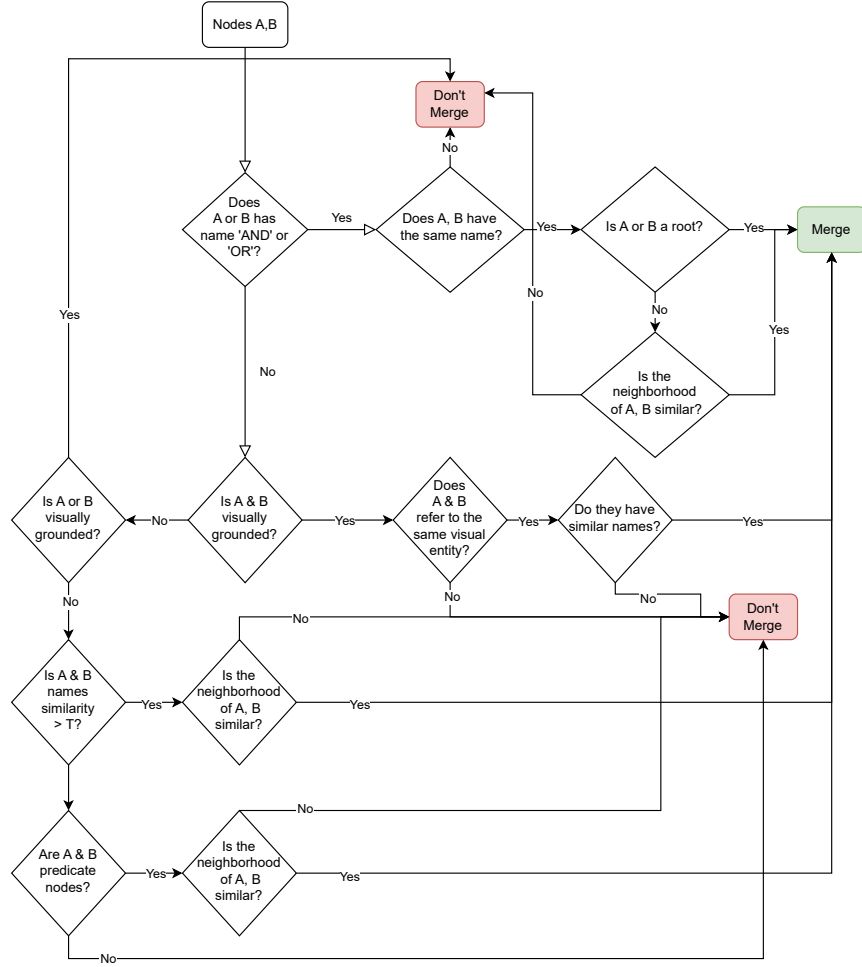 Nodes A,B
Don't
Merge
No
Does
A or B has
name 'AND' or
'OR'?
Yes
Does A, B have
the same name?
Yes
Is A or B a root?
Yes
Merge
No
No
Yes
Yes
Is the
neighborhood
of A, B similar?
No
Is A or B
visually
grounded?
No
Is A & B
visually
grounded?
Yes
Does
A & B
refer to the
same visual
entity?
Yes
Do they have
similar names?
Yes
No
No
No
No
Don't
Merge
Is A & B
names
similarity
> T?
Yes
Is the
neighborhood
of A, B
similar?
Yes
No
Are A & B
predicate
nodes?
Yes
Is the
neighborhood
of A, B
similar?
Yes
No